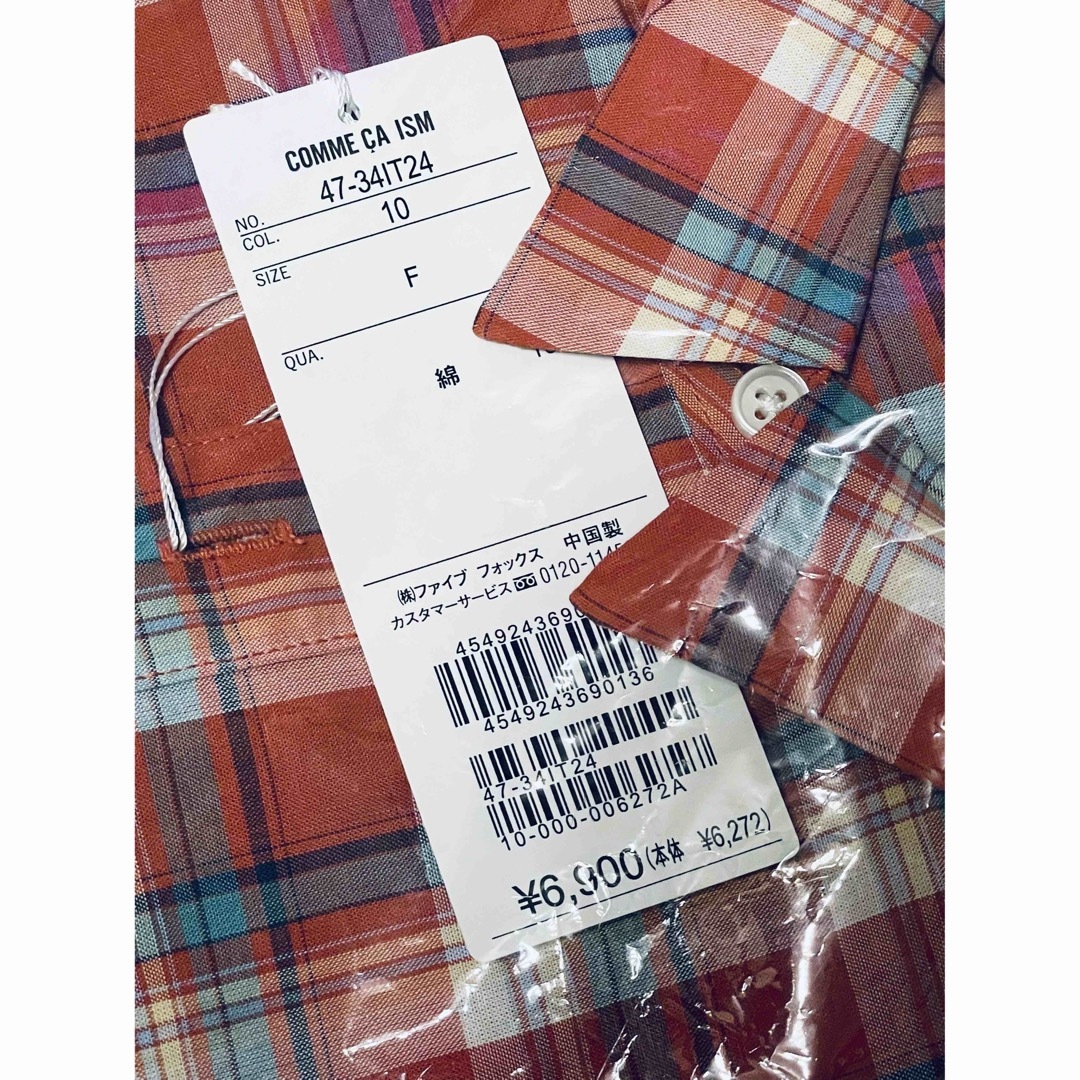 COMME ÇA ISM
NO. 47-34IT24
COL. 10
SIZE F
QUA.
綿
中国製
(株)ファイブ フォックス
カスタマーサービス 0120-1145
4549243690136
47-34IT24
10-000-006272A
¥6,900(本体 ¥6,272)